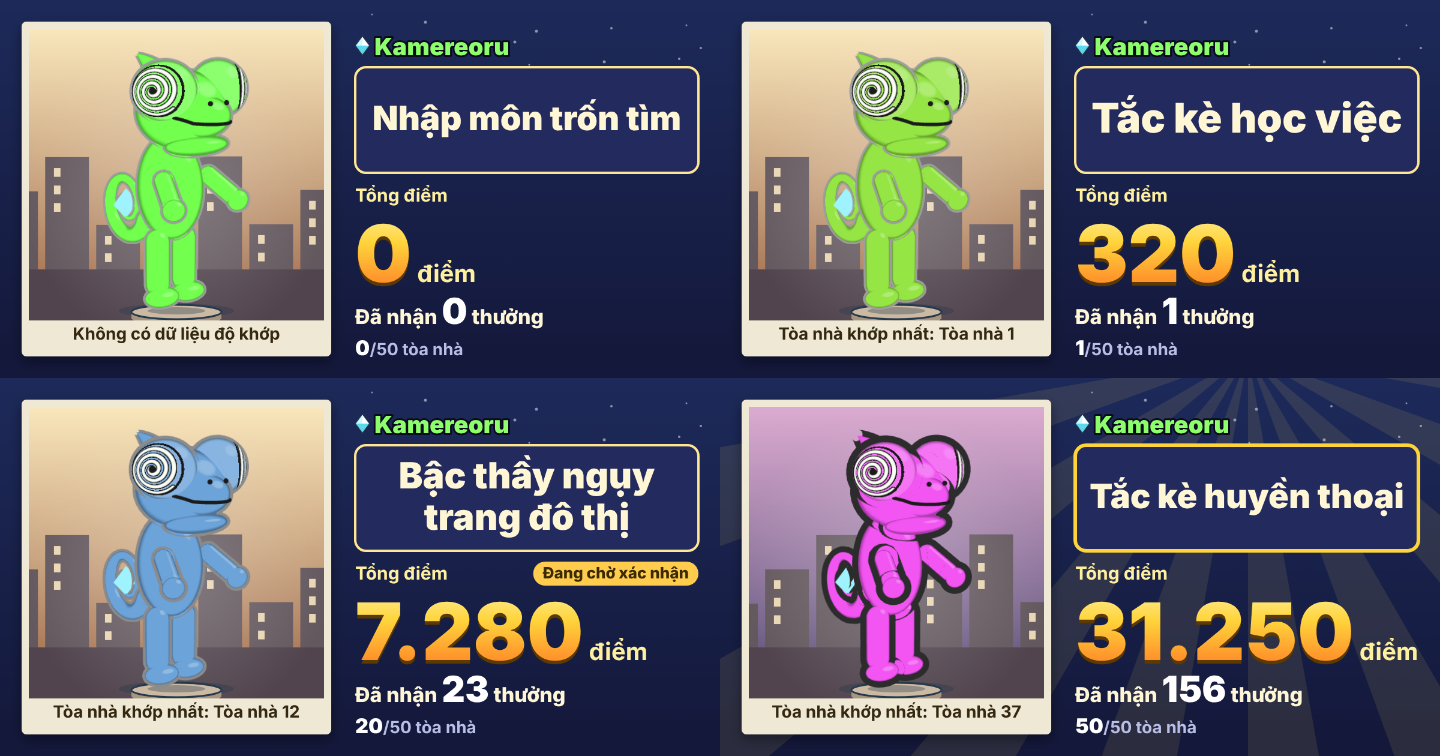 Kamereoru
Nhập môn trốn tìm
Tổng điểm
0 điểm
Đã nhận 0 thưởng
0/50 tòa nhà
Không có dữ liệu độ khớp
Kamereoru
Tắc kè học việc
Tổng điểm
320 điểm
Đã nhận 1 thưởng
1/50 tòa nhà
Tòa nhà khớp nhất: Tòa nhà 1
Kamereoru
Bậc thầy ngụy
trang đô thị
Tổng điểm
Đang chờ xác nhận
7.280 điểm
Đã nhận 23 thưởng
20/50 tòa nhà
Tòa nhà khớp nhất: Tòa nhà 12
Kamereoru
Tắc kè huyền thoại
Tổng điểm
31.250 điểm
Đã nhận 156 thưởng
50/50 tòa nhà
Tòa nhà khớp nhất: Tòa nhà 37